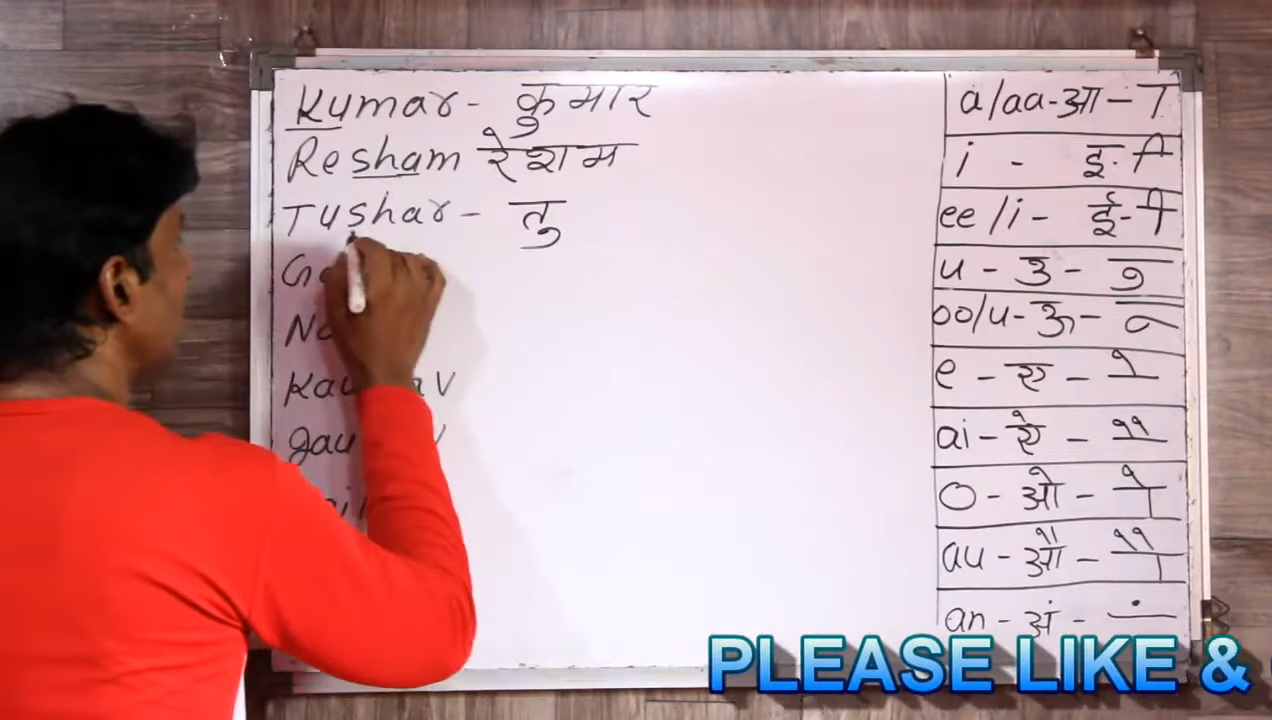 Kumar - कुमार
Resham रेशम
Tushar - तु
a/aa-आ-ा
i - इ-ि
ee/i- ई-ी
u - उ - ु
oo/u-ऊ- ू
e - ए - े
ai - ऐ - ै
o - ओ - ो
au - औ - ौ
an - अं - ं
PLEASE LIKE &